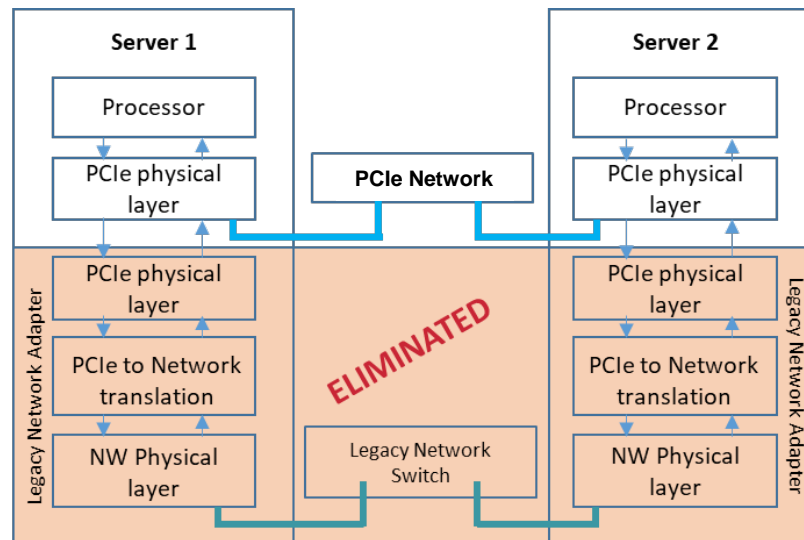 Server 1
Server 2
Processor
Processor
PCIe physical
layer
PCIe Network
PCIe physical
layer
Legacy Network Adapter
PCIe physical
layer
ELIMINATED
PCIe physical
layer
Legacy Network Adapter
PCIe to Network
translation
PCIe to Network
translation
NW Physical
layer
Legacy Network
Switch
NW Physical
layer